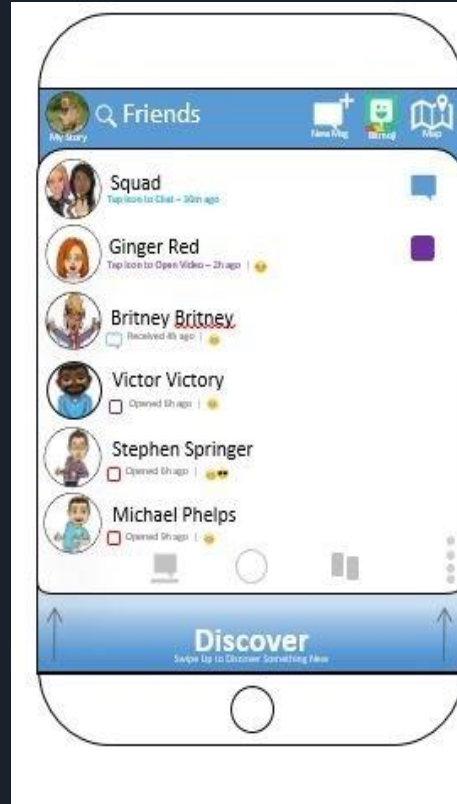 Friends
My Story
New Msg
Bitmoji
Map
Squad
Tap Icon to Chat – 30m ago
Ginger Red
Tap Icon to Open Video – 2h ago |
Britney Britney
Received 4h ago |
Victor Victory
Opened 6h ago |
Stephen Springer
Opened 6h ago |
Michael Phelps
Opened 9h ago |
Discover
Swipe Up to Discover Something New